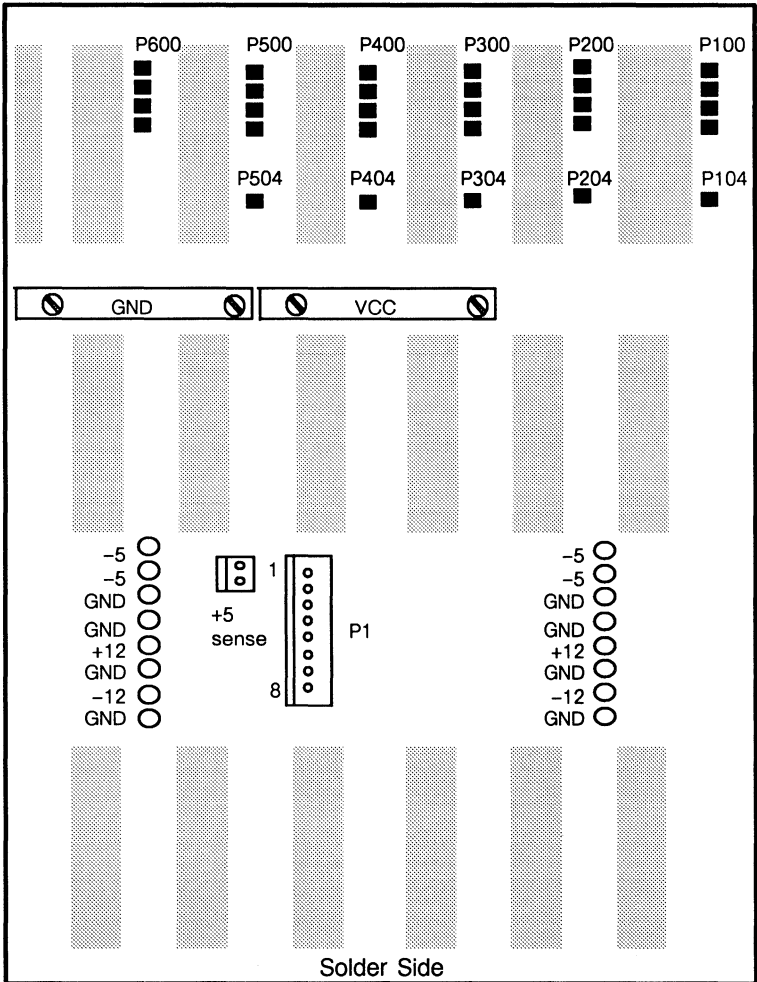 P600 P500 P400 P300 P200 P100
P504 P404 P304 P204 P104
GND VCC
-5
-5
GND
GND
+12
GND
-12
GND
+5
sense
1
8
P1
-5
-5
GND
GND
+12
GND
-12
GND
Solder Side